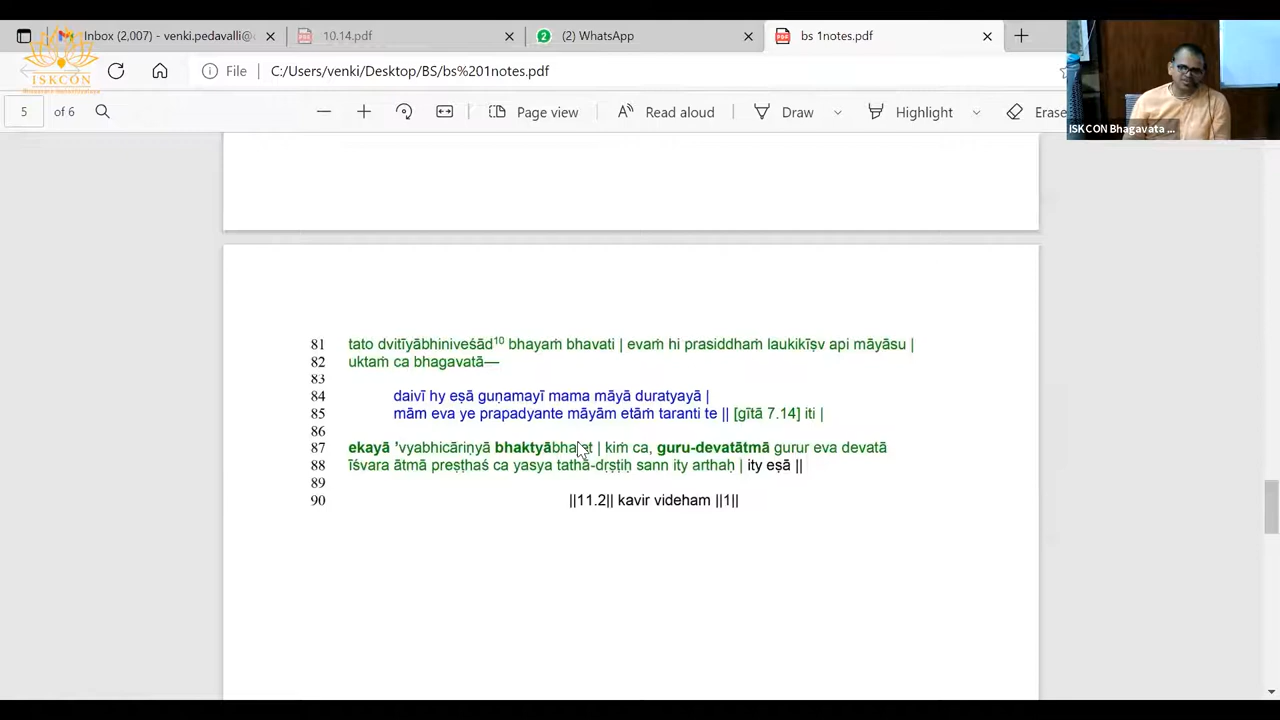 Inbox (2,007) - venki.pedavalli@
10.14.pdf
(2) WhatsApp
bs 1notes.pdf
ISKCON
File
C:/Users/venki/Desktop/BS/bs%201notes.pdf
5 of 6
Page view
Read aloud
Draw
Highlight
Erase
ISKCON Bhagavata ...
81 tato dvitīyābhiniveśād10 bhayaṁ bhavati | evaṁ hi prasiddhaṁ laukikīṣv api māyāsu |
82 uktaṁ ca bhagavatā—
83
84 daivī hy eṣā guṇamayī mama māyā duratyayā |
85 mām eva ye prapadyante māyām etāṁ taranti te || [gītā 7.14] iti |
86
87 ekayā ’vyabhicāriṇyā bhaktyābhajet | kiṁ ca, guru-devatātmā gurur eva devatā
88 īśvara ātmā preṣṭhaś ca yasya tathā-dṛṣṭiḥ sann ity arthaḥ | ity eṣā ||
89
90 ||11.2|| kavir videham ||1||